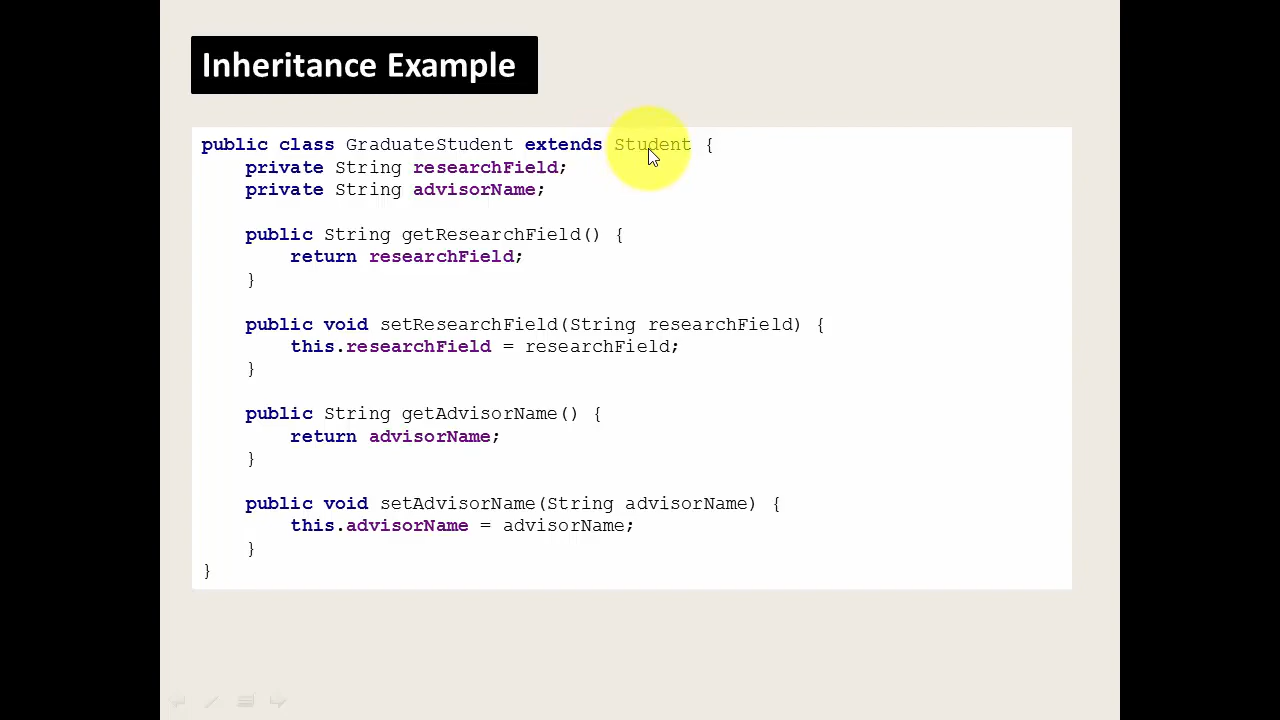 Inheritance Example
public class GraduateStudent extends Student {
    private String researchField;
    private String advisorName;

    public String getResearchField() {
        return researchField;
    }

    public void setResearchField(String researchField) {
        this.researchField = researchField;
    }

    public String getAdvisorName() {
        return advisorName;
    }

    public void setAdvisorName(String advisorName) {
        this.advisorName = advisorName;
    }
}